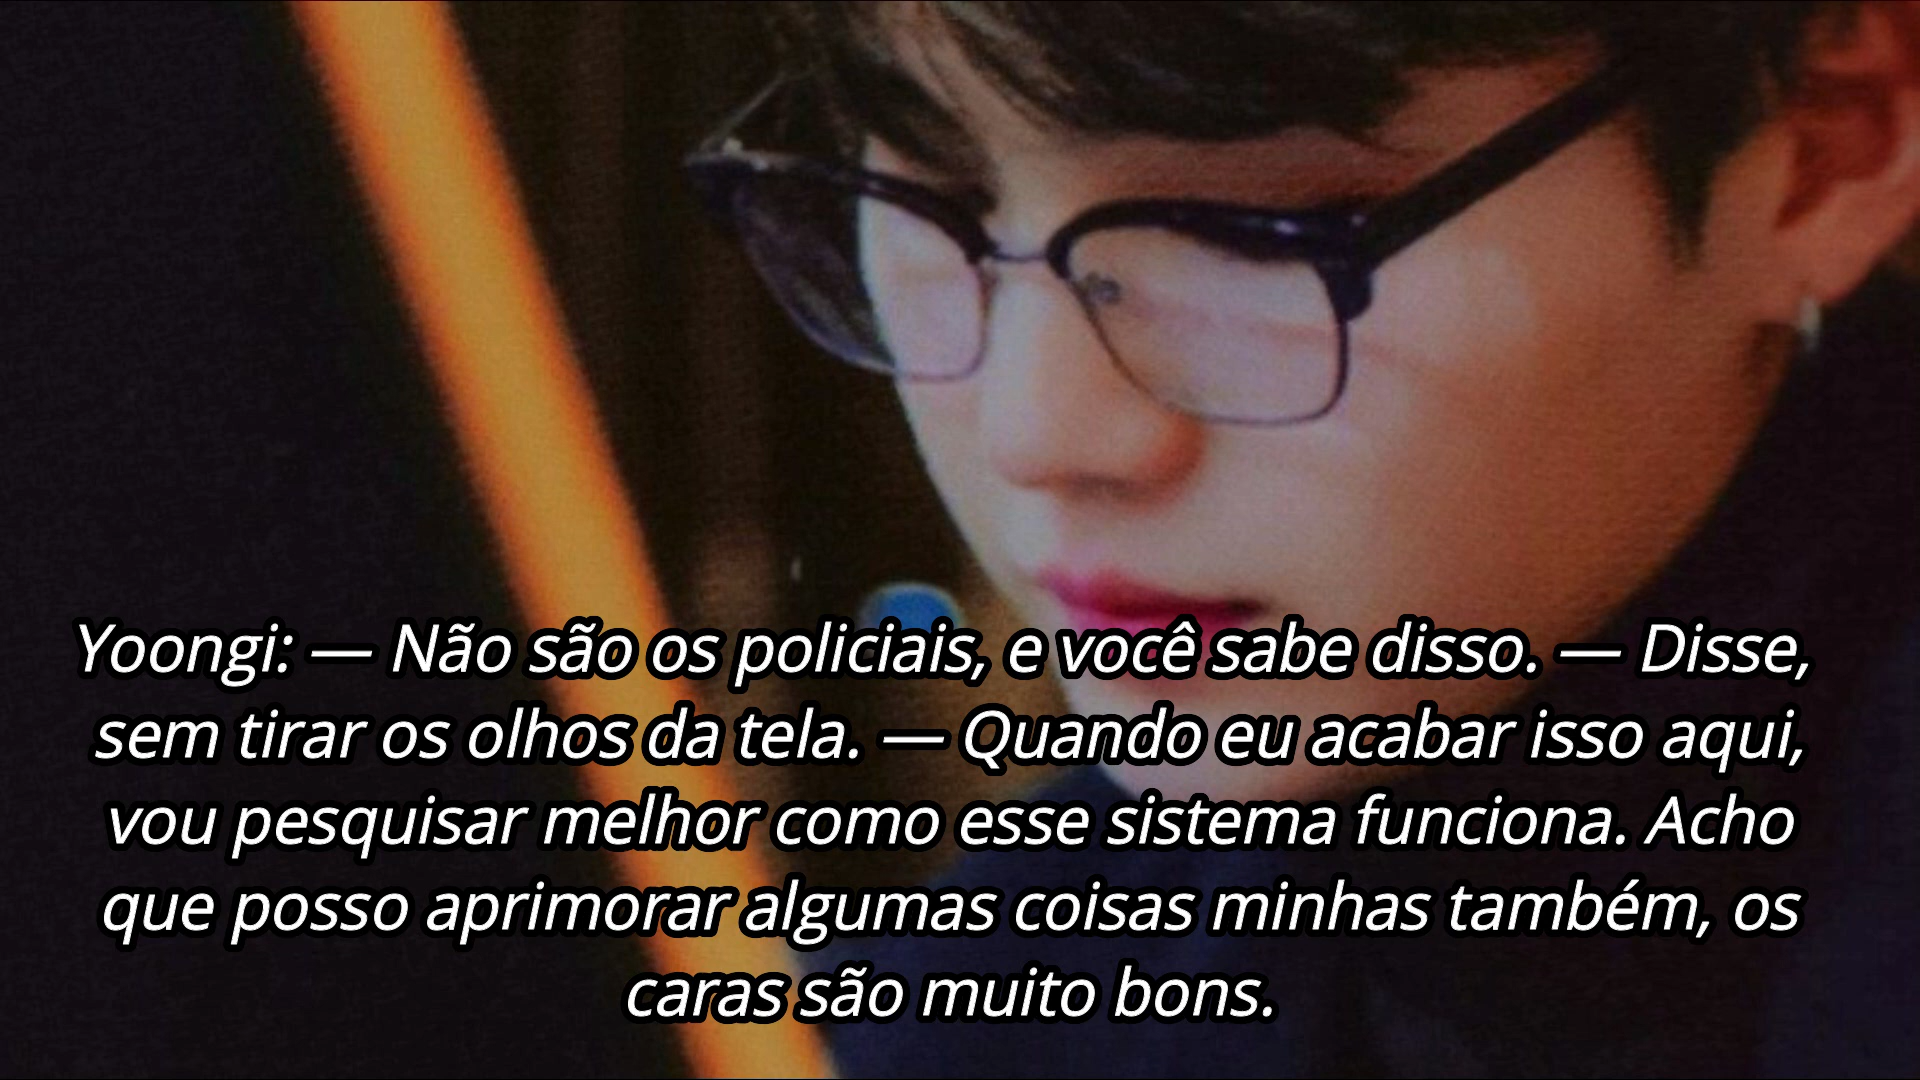 Yoongi: — Não são os policiais, e você sabe disso. — Disse,
sem tirar os olhos da tela. — Quando eu acabar isso aqui,
vou pesquisar melhor como esse sistema funciona. Acho
que posso aprimorar algumas coisas minhas também, os
caras são muito bons.